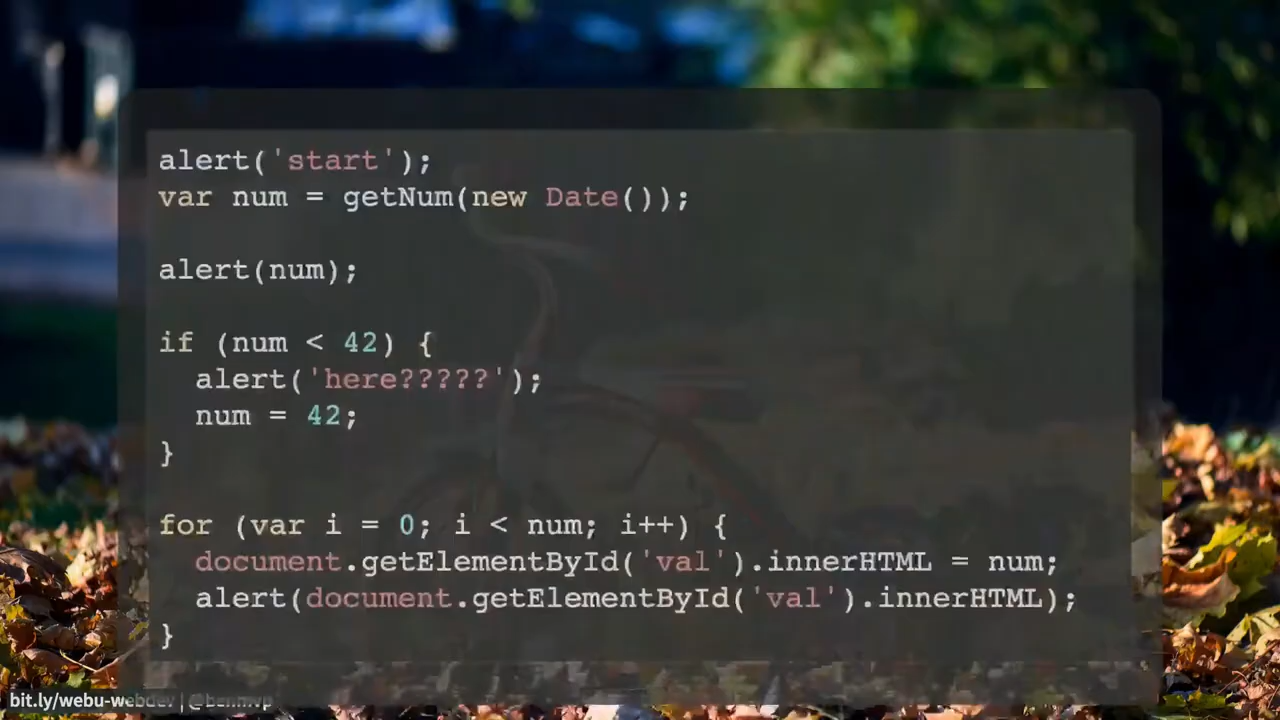 alert('start');
var num = getNum(new Date());
alert(num);
if (num < 42) {
alert('here?????');
num = 42;
}
for (var i = 0; i < num; i++) {
document.getElementById('val').innerHTML = num;
alert(document.getElementById('val').innerHTML);
}
bit.ly/webu-webdev | @benmvp